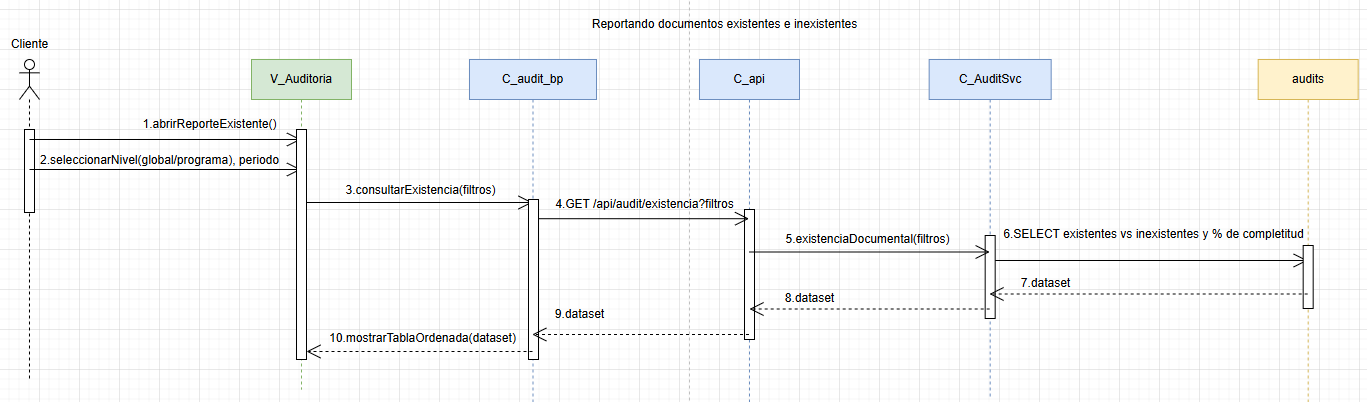 Reportando documentos existentes e inexistentes
Cliente
V_Auditoria
C_audit_bp
C_api
C_AuditSvc
audits
1.abrirReporteExistente()
2.seleccionarNivel(global/programa), periodo
3.consultarExistencia(filtros)
4.GET /api/audit/existencia?filtros
5.existenciaDocumental(filtros)
6.SELECT existentes vs inexistentes y % de completitud
7.dataset
8.dataset
9.dataset
10.mostrarTablaOrdenada(dataset)